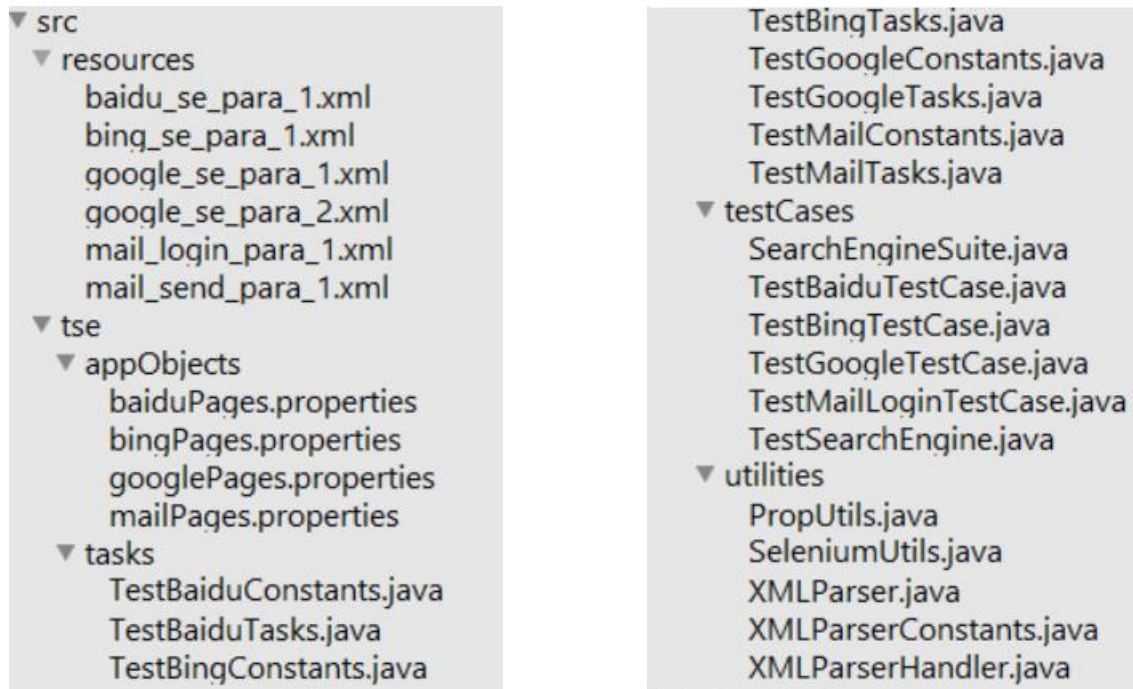 src
resources
baidu_se_para_1.xml
bing_se_para_1.xml
google_se_para_1.xml
google_se_para_2.xml
mail_login_para_1.xml
mail_send_para_1.xml
tse
appObjects
baiduPages.properties
bingPages.properties
googlePages.properties
mailPages.properties
tasks
TestBaiduConstants.java
TestBaiduTasks.java
TestBingConstants.java
TestBingTasks.java
TestGoogleConstants.java
TestGoogleTasks.java
TestMailConstants.java
TestMailTasks.java
testCases
SearchEngineSuite.java
TestBaiduTestCase.java
TestBingTestCase.java
TestGoogleTestCase.java
TestMailLoginTestCase.java
TestSearchEngine.java
utilities
PropUtils.java
SeleniumUtils.java
XMLParser.java
XMLParserConstants.java
XMLParserHandler.java